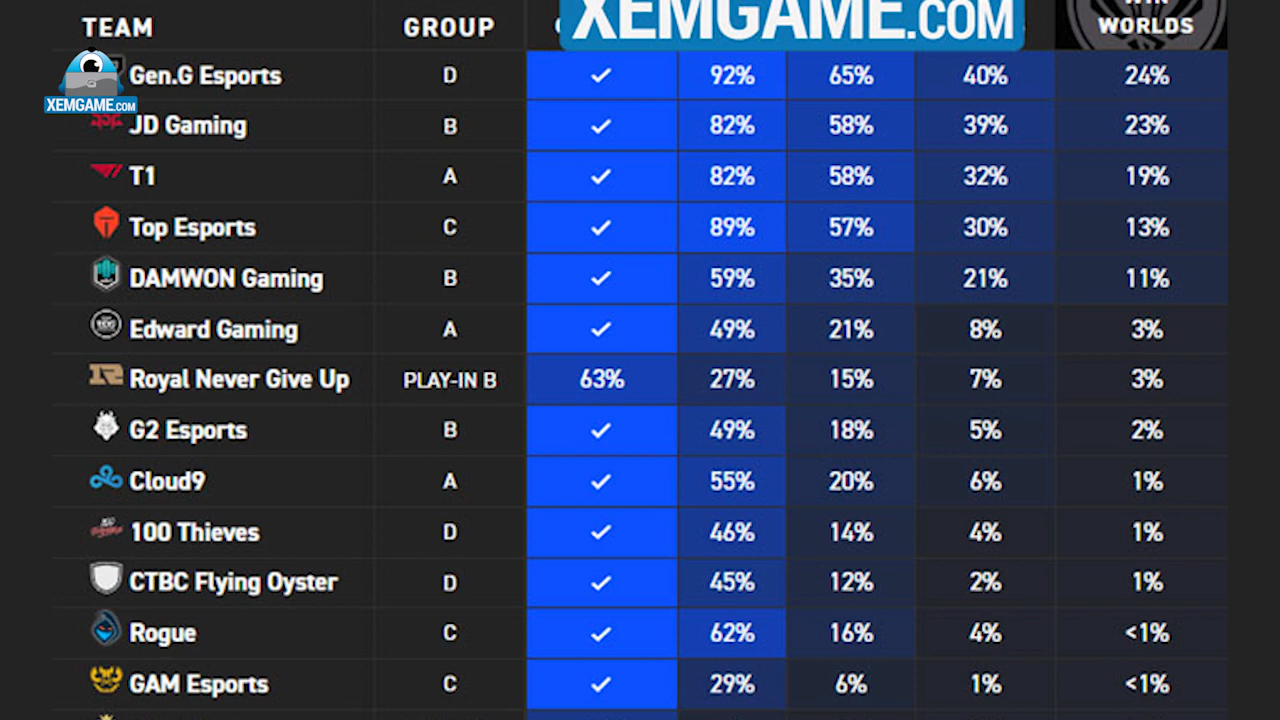 TEAM GROUP XEMGAME.COM WIN WORLDS
XEMGAME.COM
Gen.G Esports D ✓ 92% 65% 40% 24%
JD Gaming B ✓ 82% 58% 39% 23%
T1 A ✓ 82% 58% 32% 19%
Top Esports C ✓ 89% 57% 30% 13%
DAMWON Gaming B ✓ 59% 35% 21% 11%
Edward Gaming A ✓ 49% 21% 8% 3%
Royal Never Give Up PLAY-IN B 63% 27% 15% 7% 3%
G2 Esports B ✓ 49% 18% 5% 2%
Cloud9 A ✓ 55% 20% 6% 1%
100 Thieves D ✓ 46% 14% 4% 1%
CTBC Flying Oyster D ✓ 45% 12% 2% 1%
Rogue C ✓ 62% 16% 4% <1%
GAM Esports C ✓ 29% 6% 1% <1%